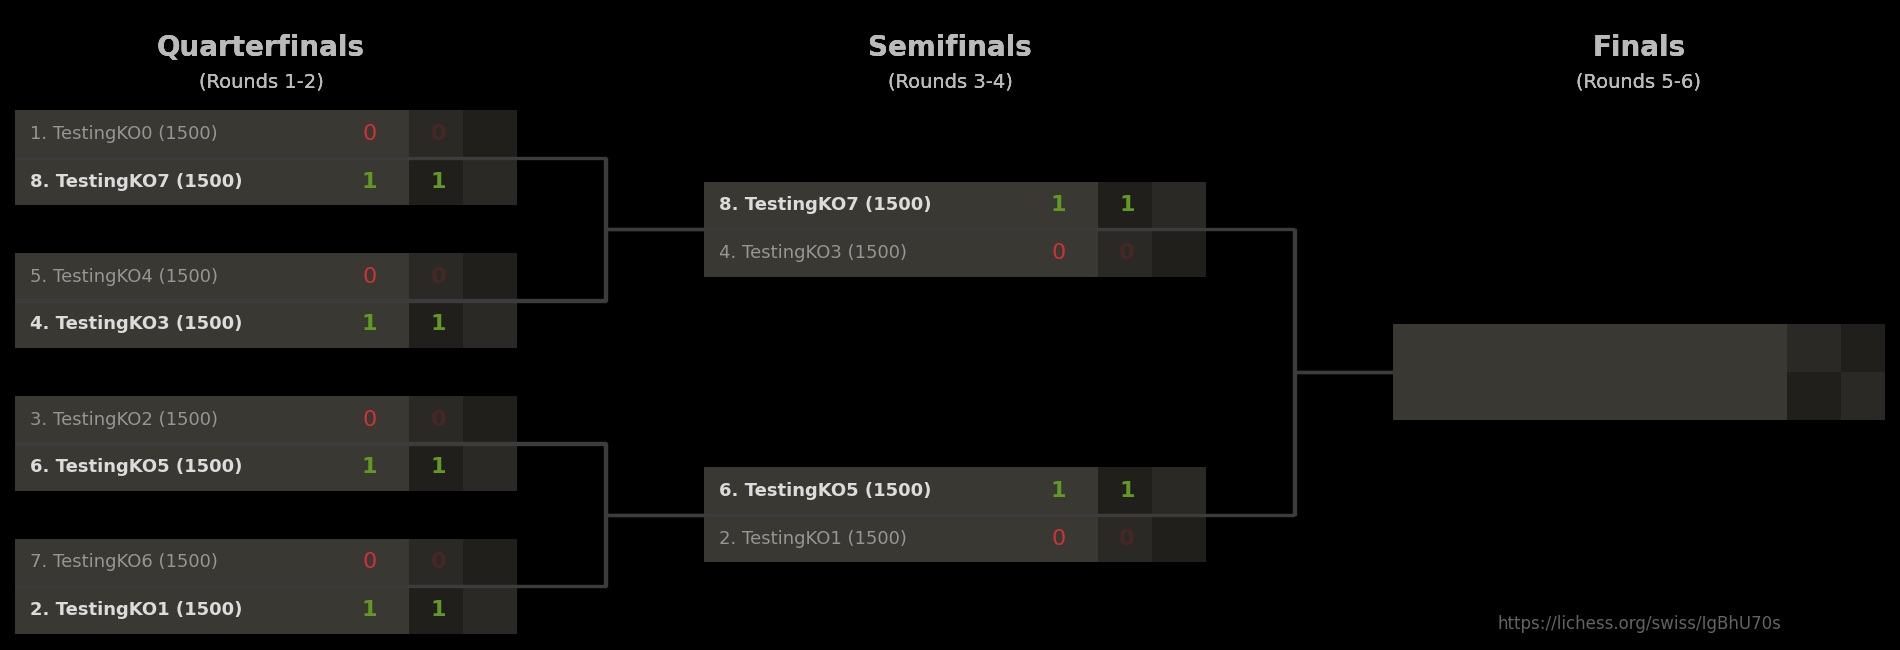 Quarterfinals
(Rounds 1-2)
1. TestingKO0 (1500) 0 0
8. TestingKO7 (1500) 1 1
5. TestingKO4 (1500) 0 0
4. TestingKO3 (1500) 1 1
3. TestingKO2 (1500) 0 0
6. TestingKO5 (1500) 1 1
7. TestingKO6 (1500) 0 0
2. TestingKO1 (1500) 1 1
Semifinals
(Rounds 3-4)
8. TestingKO7 (1500) 1 1
4. TestingKO3 (1500) 0 0
6. TestingKO5 (1500) 1 1
2. TestingKO1 (1500) 0 0
Finals
(Rounds 5-6)
https://lichess.org/swiss/IgBhU70s